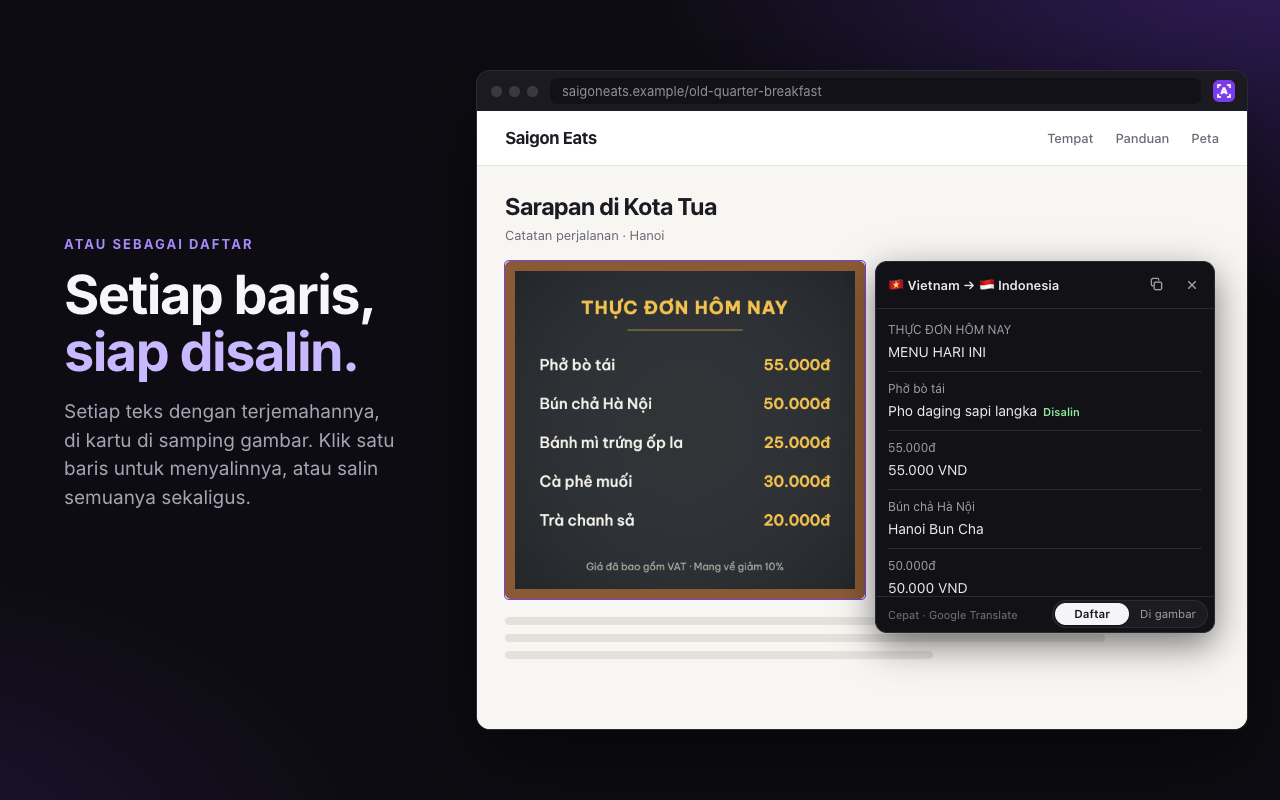 ATAU SEBAGAI DAFTAR
Setiap baris,
siap disalin.
Setiap teks dengan terjemahannya,
di kartu di samping gambar. Klik satu
baris untuk menyalinnya, atau salin
semuanya sekaligus.
saigoneats.example/old-quarter-breakfast
Saigon Eats
Tempat Panduan Peta
Sarapan di Kota Tua
Catatan perjalanan · Hanoi
THỰC ĐƠN HÔM NAY
Phở bò tái 55.000đ
Bún chả Hà Nội 50.000đ
Bánh mì trứng ốp la 25.000đ
Cà phê muối 30.000đ
Trà chanh sả 20.000đ
Giá đã bao gồm VAT · Mang về giảm 10%
Vietnam → Indonesia
THỰC ĐƠN HÔM NAY
MENU HARI INI
Phở bò tái
Pho daging sapi langka Disalin
55.000đ
55.000 VND
Bún chả Hà Nội
Hanoi Bun Cha
50.000đ
50.000 VND
Cepat · Google Translate
Daftar Di gambar